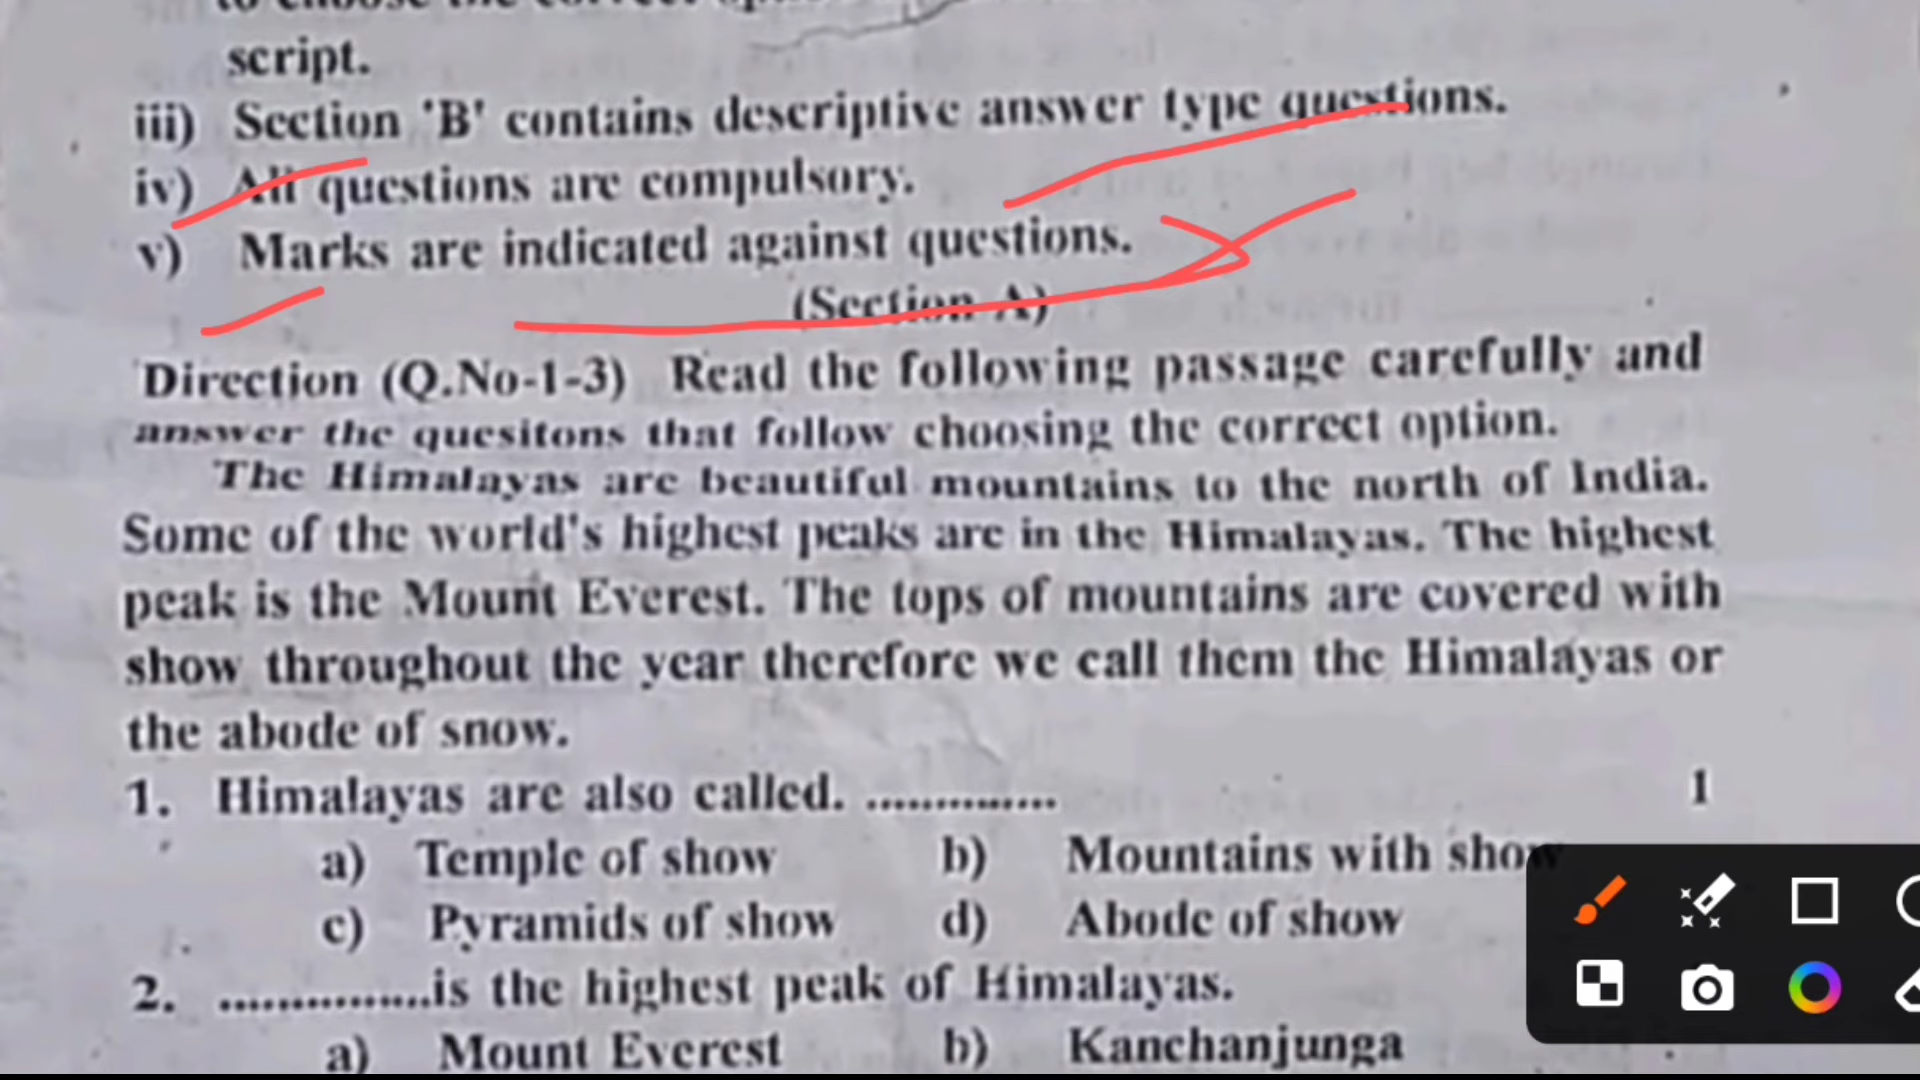 script.
iii) Section 'B' contains descriptive answer type questions.
iv) All questions are compulsory.
v) Marks are indicated against questions.
(Section A)
Direction (Q.No-1-3) Read the following passage carefully and
answer the quesitons that follow choosing the correct option.
The Himalayas are beautiful mountains to the north of India.
Some of the world's highest peaks are in the Himalayas. The highest
peak is the Mount Everest. The tops of mountains are covered with
show throughout the year therefore we call them the Himalayas or
the abode of snow.
1. Himalayas are also called. .............. 1
a) Temple of show b) Mountains with show
c) Pyramids of show d) Abode of show
2. ...............is the highest peak of Himalayas.
a) Mount Everest b) Kanchanjunga